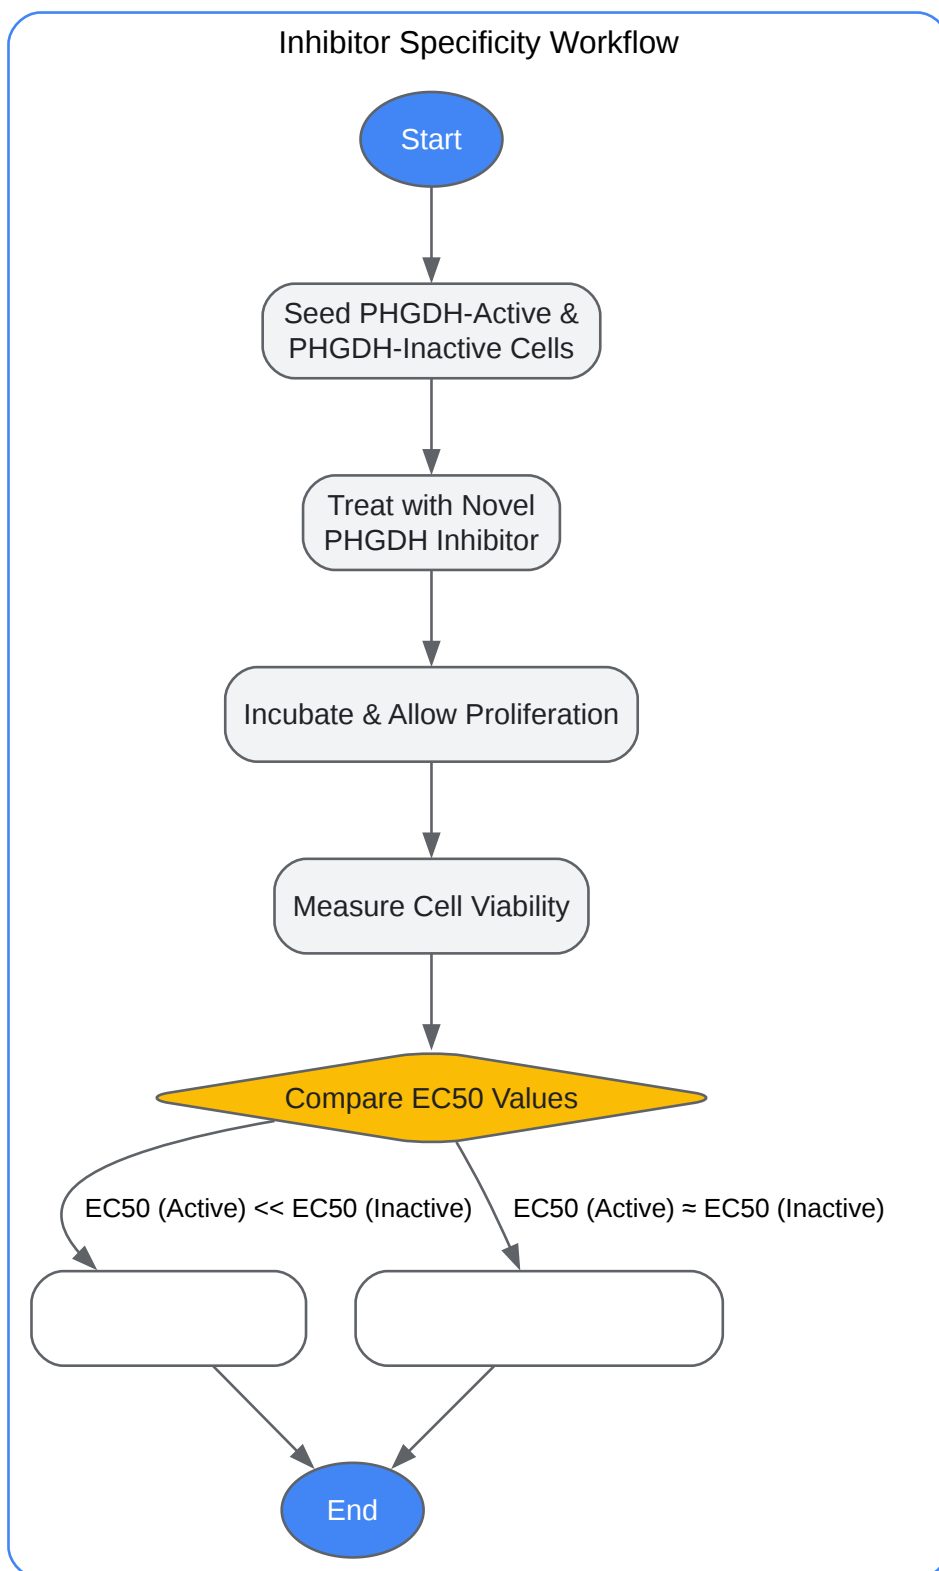 Inhibitor Specificity Workflow
Start
Seed PHGDH-Active &
PHGDH-Inactive Cells
Treat with Novel
PHGDH Inhibitor
Incubate & Allow Proliferation
Measure Cell Viability
Compare EC50 Values
EC50 (Active) << EC50 (Inactive)
EC50 (Active) ≈ EC50 (Inactive)
End